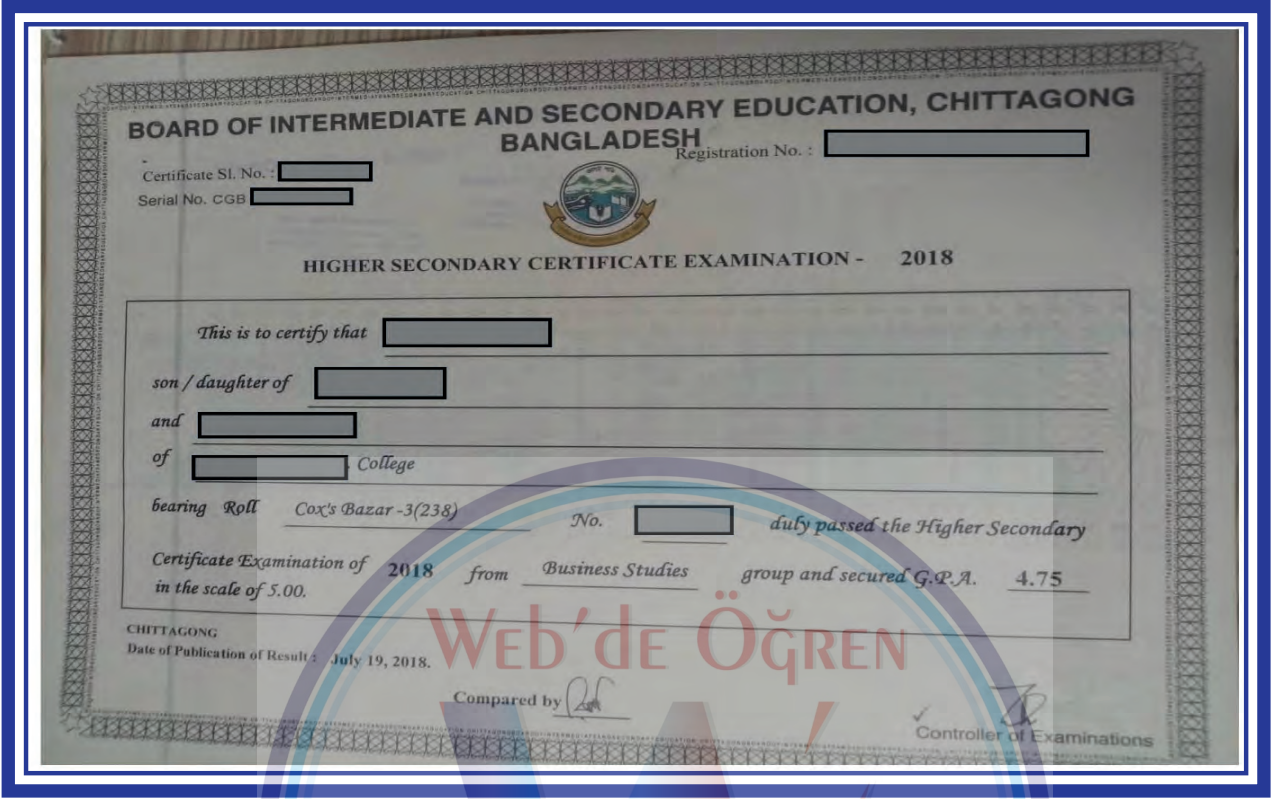 BOARD OF INTERMEDIATE AND SECONDARY EDUCATION, CHITTAGONG
BANGLADESH
Registration No. :
Certificate Sl. No. :
Serial No. CGB
HIGHER SECONDARY CERTIFICATE EXAMINATION - 2018
This is to certify that
son / daughter of
and
of College
bearing Roll Cox's Bazar -3(238) No. duly passed the Higher Secondary
Certificate Examination of 2018 from Business Studies group and secured G.P.A. 4.75
in the scale of 5.00.
CHITTAGONG
Date of Publication of Result : July 19, 2018.
WEB'DE ÖĞREN
Compared by
Controller of Examinations